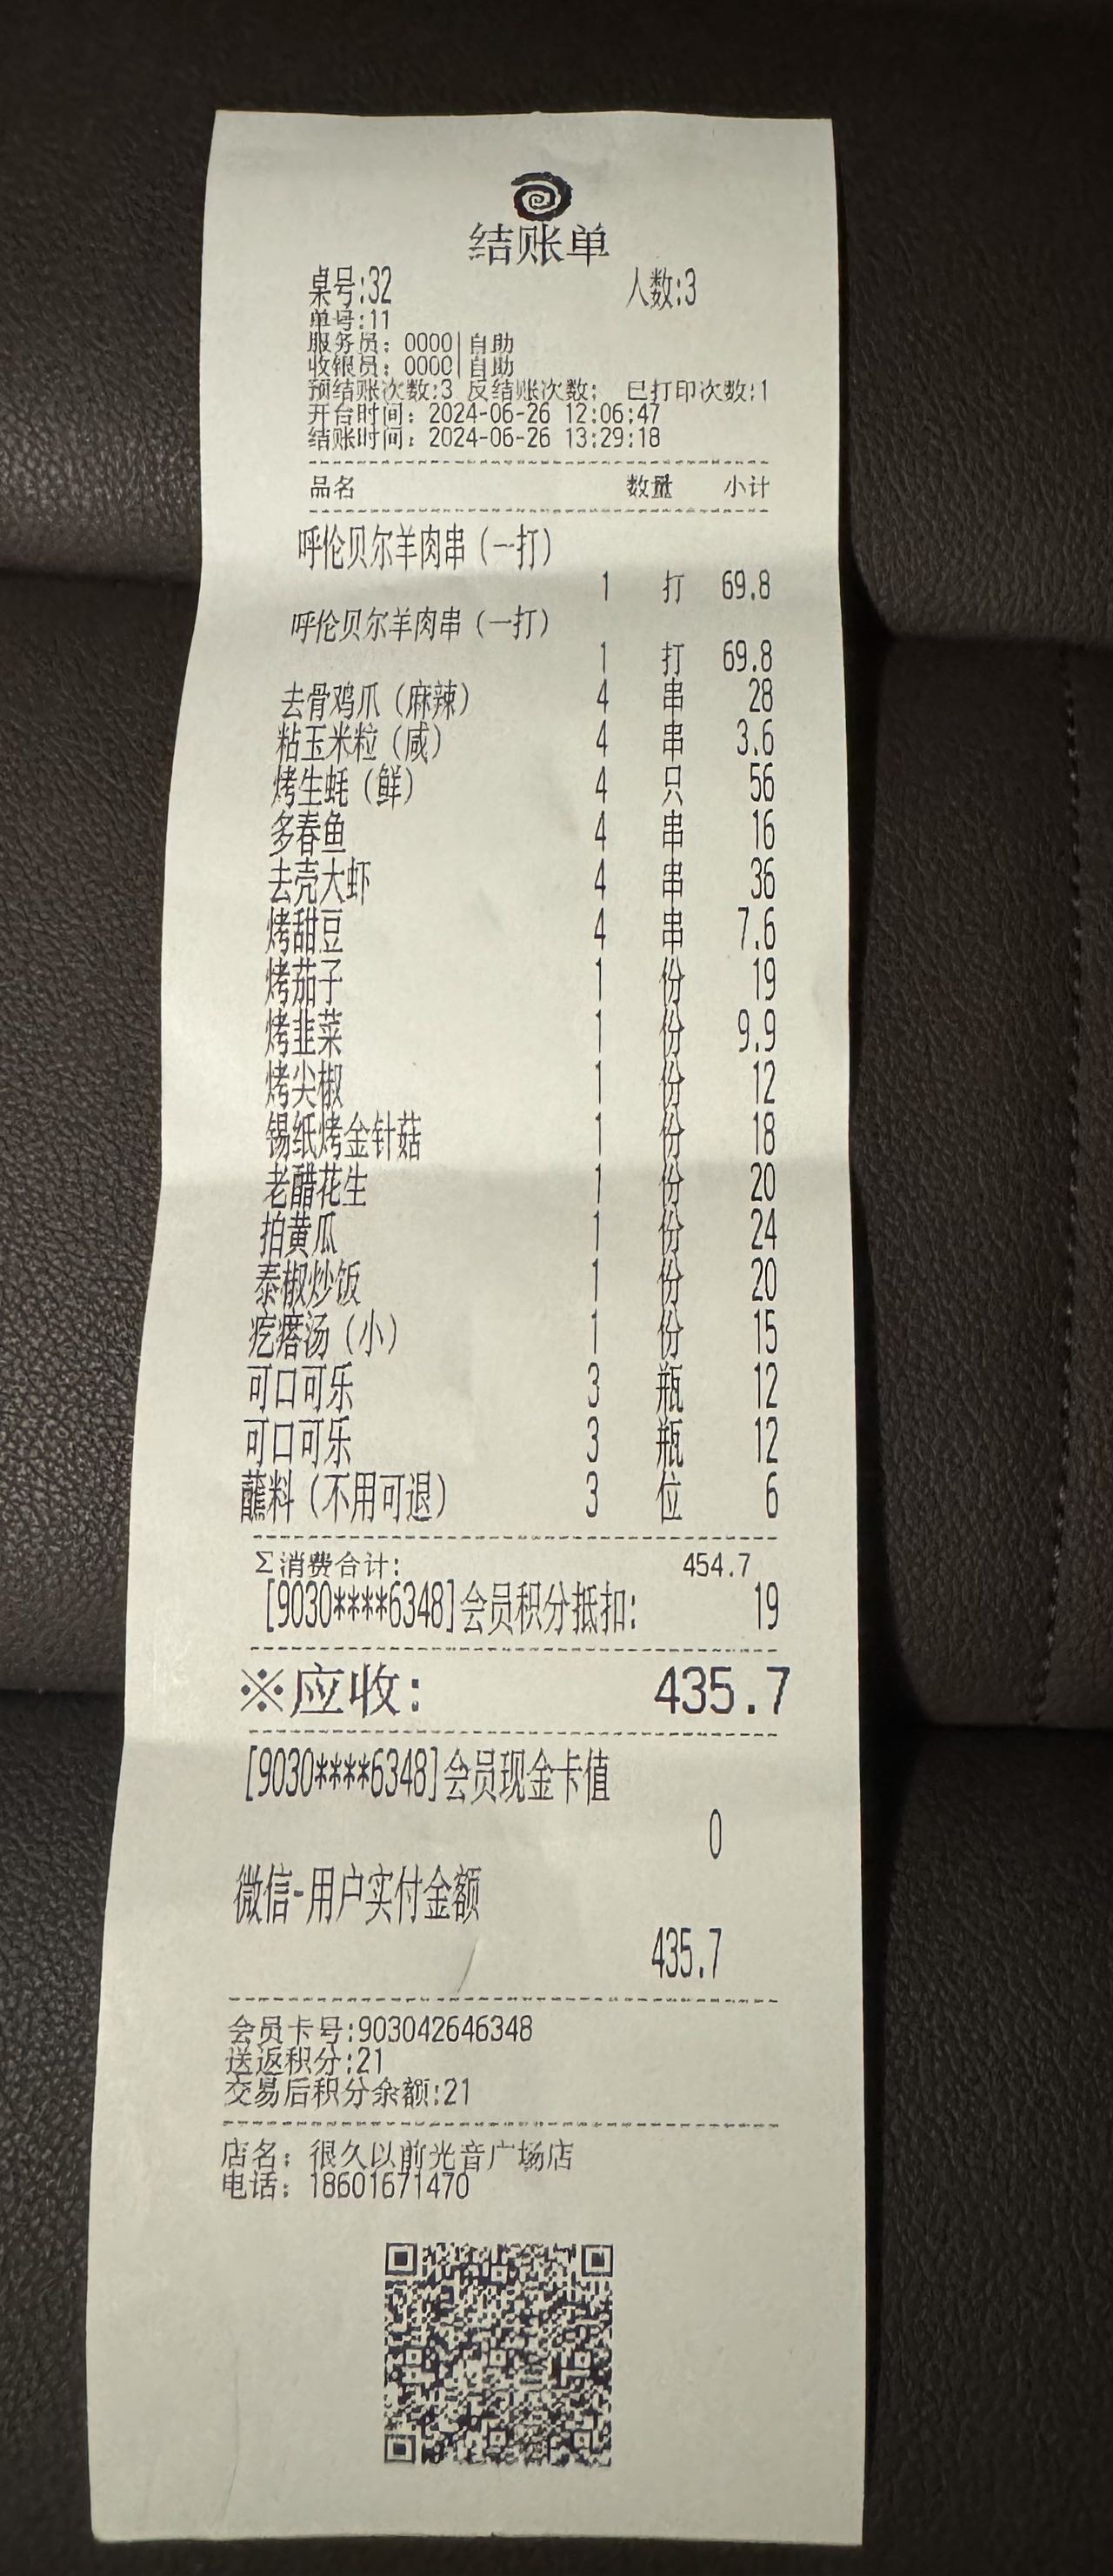 结账单
桌号:32 人数:3
单号:11
服务员: 0000|自助
收银员: 0000|自助
预结账次数:3 反结账次数: 已打印次数:1
开台时间: 2024-06-26 12:06:47
结账时间: 2024-06-26 13:29:18
品名 数量 小计
呼伦贝尔羊肉串(一打)
1 打 69.8
呼伦贝尔羊肉串(一打)
1 打 69.8
去骨鸡爪(麻辣) 4 串 28
粘玉米粒(咸) 4 串 3.6
烤生蚝(鲜) 4 只 56
多春鱼 4 串 16
去壳大虾 4 串 36
烤甜豆 4 串 7.6
烤茄子 1 份 19
烤韭菜 1 份 9.9
烤尖椒 1 份 12
锡纸烤金针菇 1 份 18
老醋花生 1 份 20
拍黄瓜 1 份 24
泰椒炒饭 1 份 20
疙瘩汤(小) 1 份 15
可口可乐 3 瓶 12
可口可乐 3 瓶 12
蘸料(不用可退) 3 位 6
Σ消费合计: 454.7
[9030****6348]会员积分抵扣: 19
※应收: 435.7
[9030****6348]会员现金卡值
0
微信-用户实付金额
435.7
会员卡号:903042646348
送返积分:21
交易后积分余额:21
店名: 很久以前光音广场店
电话: 18601671470